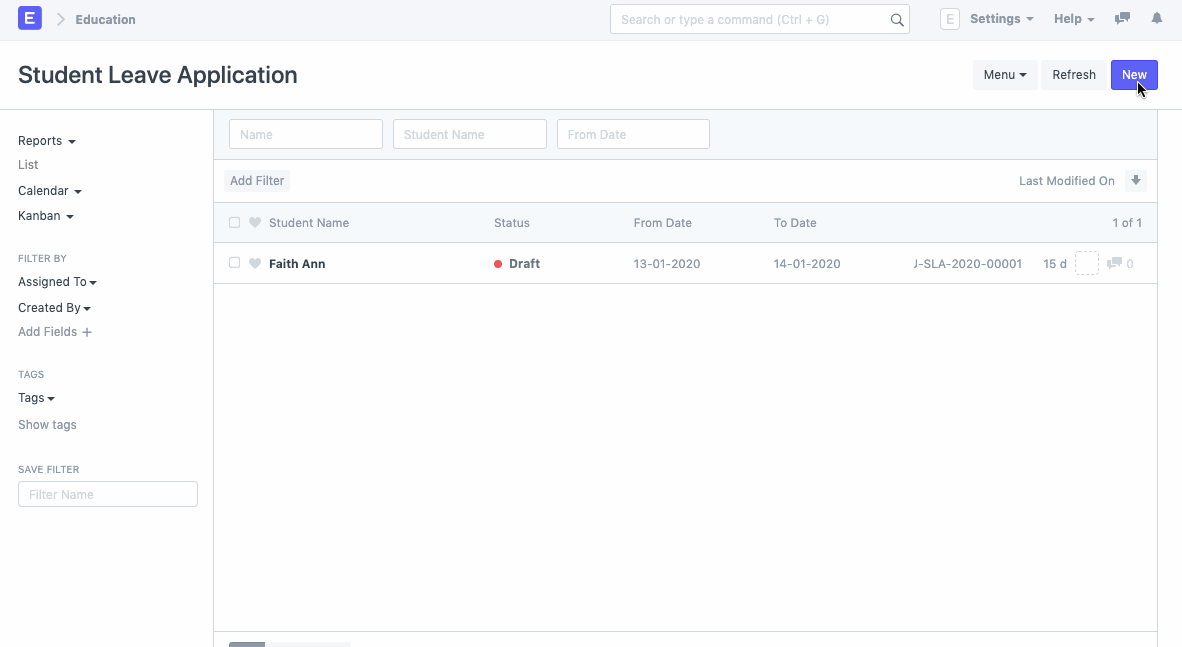 E Education Search or type a command (Ctrl + G) E Settings Help
Student Leave Application Menu Refresh New
Reports
List
Calendar
Kanban
FILTER BY
Assigned To
Created By
Add Fields
TAGS
Tags
Show tags
SAVE FILTER
Filter Name
Name Student Name From Date
Add Filter Last Modified On
Student Name Status From Date To Date 1 of 1
Faith Ann Draft 13-01-2020 14-01-2020 -SLA-2020-00001 15 d 0